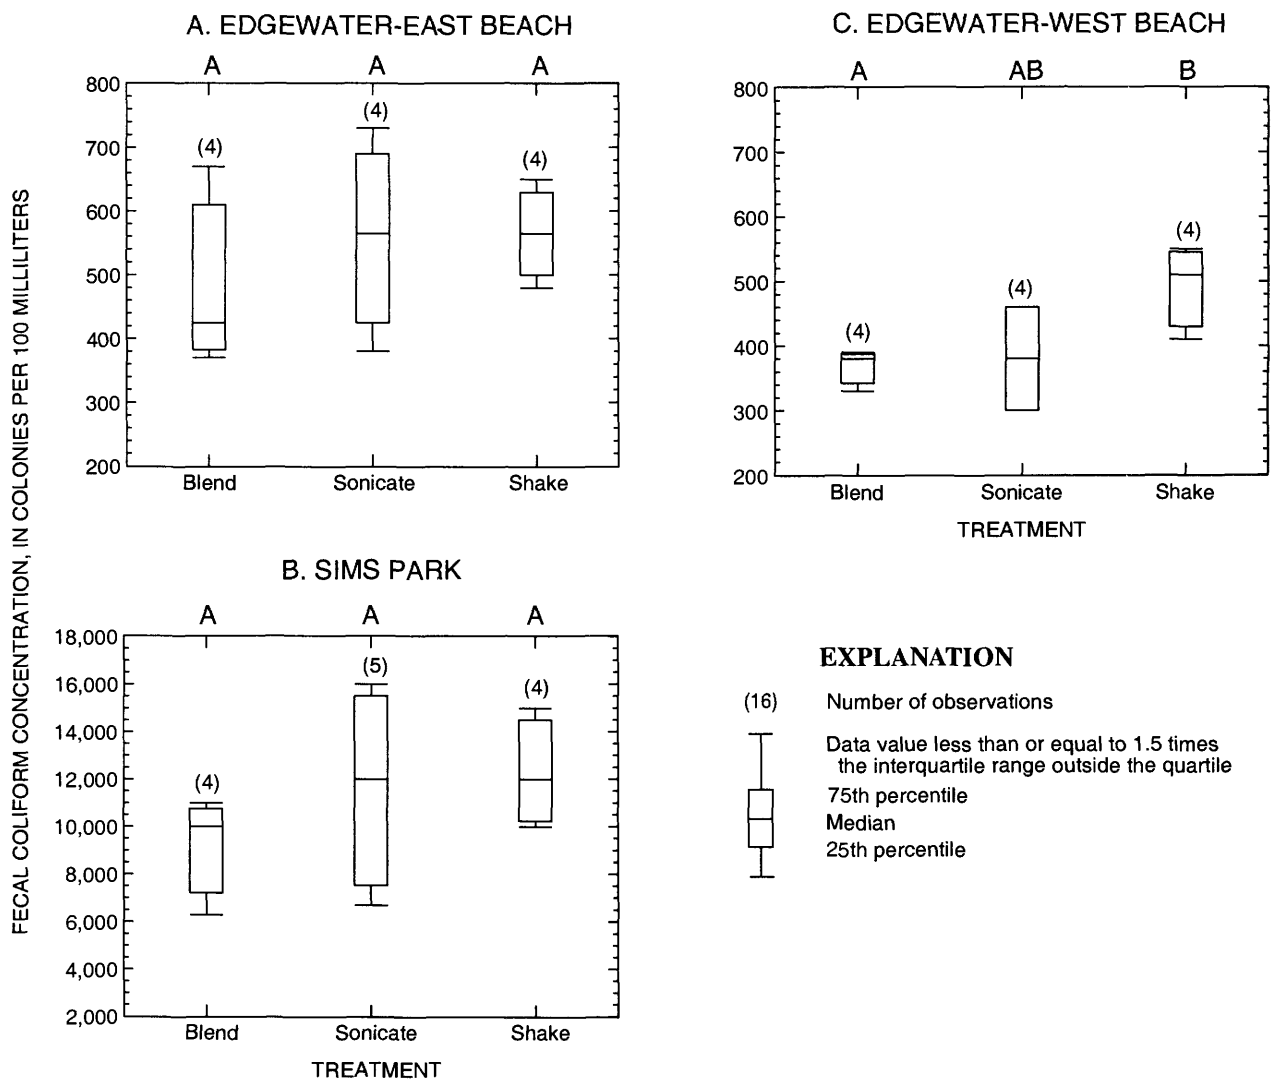 FECAL COLIFORM CONCENTRATION, IN COLONIES PER 100 MILLILITERS
A. EDGEWATER-EAST BEACH
A A A
800
700
600
500
400
300
200
(4) (4) (4)
Blend Sonicate Shake
C. EDGEWATER-WEST BEACH
A AB B
800
700
600
500
400
300
200
(4) (4) (4)
Blend Sonicate Shake
TREATMENT
B. SIMS PARK
A A A
18,000
16,000
14,000
12,000
10,000
8,000
6,000
4,000
2,000
(4) (5) (4)
Blend Sonicate Shake
TREATMENT
EXPLANATION
(16) Number of observations
Data value less than or equal to 1.5 times
the interquartile range outside the quartile
75th percentile
Median
25th percentile